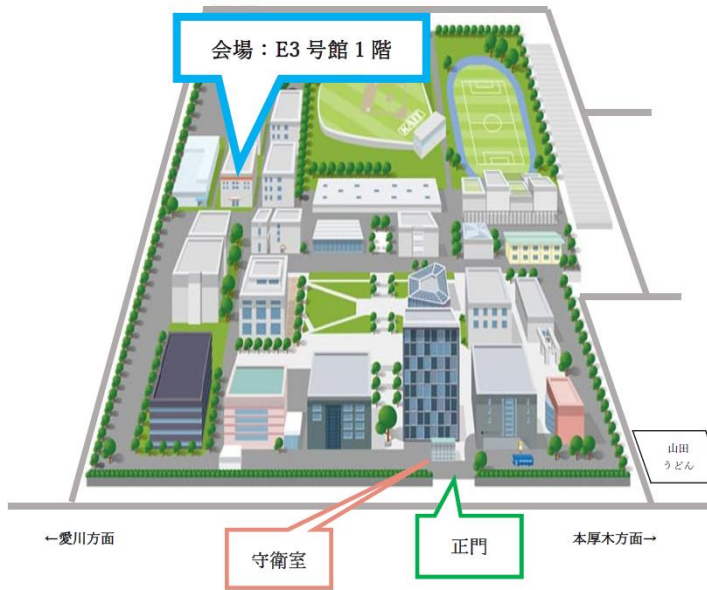 会場：E3 号館 1 階
KAIT
山田
うどん
←愛川方面
守衛室
正門
本厚木方面→